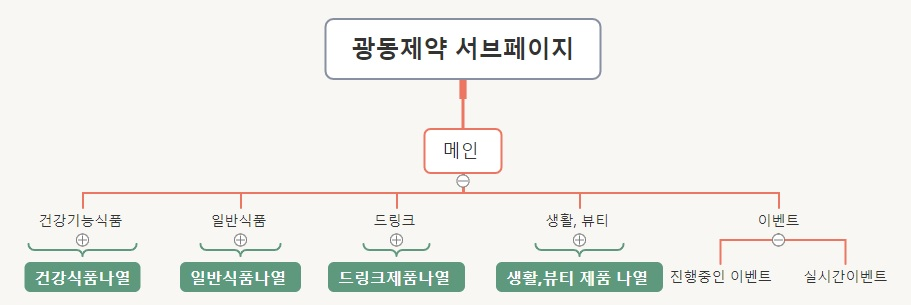 광동제약 서브페이지
메인
건강기능식품
일반식품
드링크
생활, 뷰티
이벤트
건강식품나열
일반식품나열
드링크제품나열
생활,뷰티 제품 나열
진행중인 이벤트
실시간이벤트